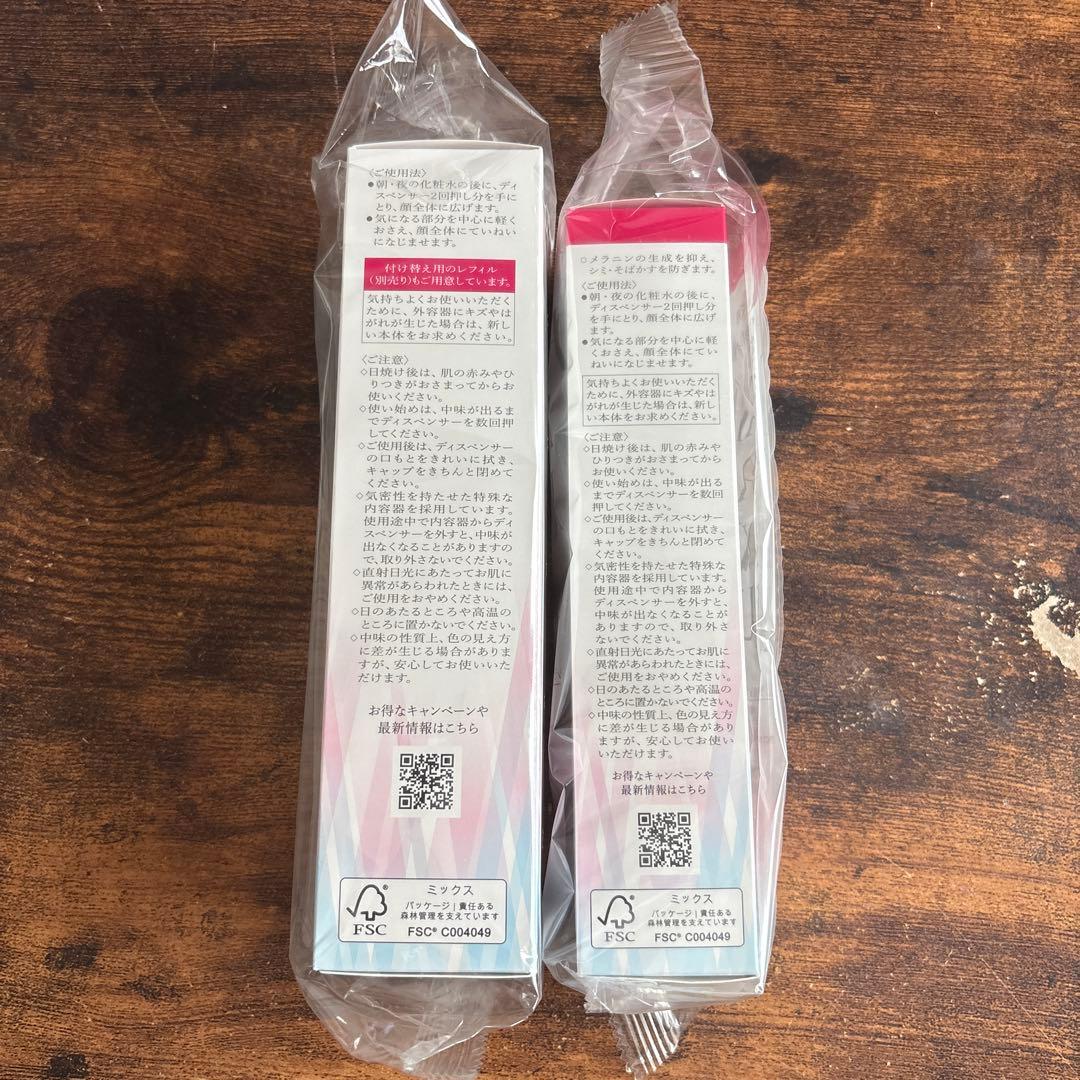 〈ご使用法〉
●朝・夜の化粧水の後に、ディ
スペンサー2回押し分を手に
とり、顔全体に広げます。
●気になる部分を中心に軽く
おさえ、顔全体にていねい
になじませます。
付け替え用のレフィル
(別売り)もご用意しています。
気持ちよくお使いいただく
ために、外容器にキズやは
がれが生じた場合は、新し
い本体をお求めください。
〈ご注意〉
◇日焼け後は、肌の赤みやひ
りつきがおさまってからお
使いください。
◇使い始めは、中味が出るま
でディスペンサーを数回押
してください。
◇ご使用後は、ディスペンサー
の口もとをきれいに拭き、
キャップをきちんと閉めて
ください。
◇気密性を持たせた特殊な
内容器を採用しています。
使用途中で内容器からディ
スペンサーを外すと、中味が
出なくなることがありますの
で、取り外さないでください。
◇直射日光にあたってお肌に
異常があらわれたときには、
ご使用をおやめください。
◇日のあたるところや高温の
ところに置かないでください。
◇中味の性質上、色の見え方
に差が生じる場合がありま
すが、安心してお使いいた
だけます。
お得なキャンペーンや
最新情報はこちら
ミックス
パッケージ|責任ある
森林管理を支えています
FSC® C004049
®
FSC
○メラニンの生成を抑え、
シミ・そばかすを防ぎます。
〈ご使用法〉
●朝・夜の化粧水の後に、
ディスペンサー2回押し分
を手にとり、顔全体に広げ
ます。
●気になる部分を中心に軽
くおさえ、顔全体にてい
ねいになじませます。
気持ちよくお使いいただく
ために、外容器にキズやは
がれが生じた場合は、新し
い本体をお求めください。
〈ご注意〉
◇日焼け後は、肌の赤みや
ひりつきがおさまってから
お使いください。
◇使い始めは、中味が出る
までディスペンサーを数回
押してください。
◇ご使用後は、ディスペンサー
の口もとをきれいに拭き、
キャップをきちんと閉めて
ください。
◇気密性を持たせた特殊な
内容器を採用しています。
使用途中で内容器から
ディスペンサーを外すと、
中味が出なくなることが
ありますので、取り外さ
ないでください。
◇直射日光にあたってお肌に
異常があらわれたときには、
ご使用をおやめください。
◇日のあたるところや高温の
ところに置かないでください。
◇中味の性質上、色の見え方
に差が生じる場合があり
ますが、安心してお使い
いただけます。
お得なキャンペーンや
最新情報はこちら
ミックス
パッケージ|責任ある
森林管理を支えています
FSC® C004049
®
FSC